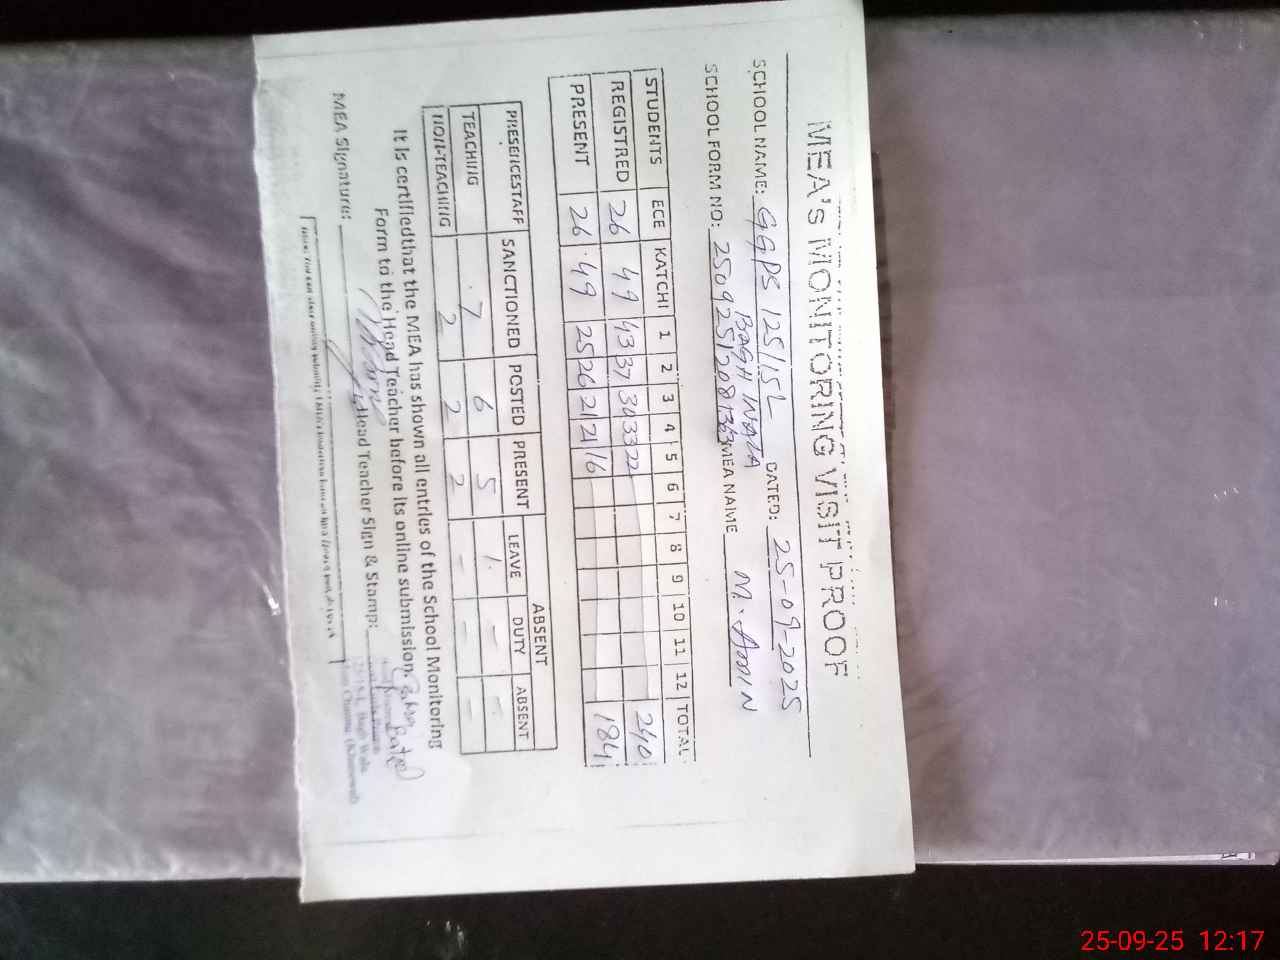 MEA'S MONITORING VISIT PROOF
SCHOOL NAME: GGPS 125/15L DATED: 25-09-2025
BAGH WALA
SCHOOL FORM NO: 25092512081363 MEA NAME M. AMIN
STUDENTS ECE KATCHI 1 2 3 4 5 6 7 8 9 10 11 12 TOTAL
REGISTRED 26 49 43 37 30 33 22 240
PRESENT 26 49 25 26 21 21 16 184
ABSENT
PRESENCESTAFF SANCTIONED POSTED PRESENT LEAVE DUTY ABSENT
TEACHING 7 6 5 1 - -
NON-TEACHING 2 2 2 - - -
It is certified that the MEA has shown all entries of the School Monitoring
Form to the Head Teacher before its online submission.
MEA Signature: Head Teacher Sign & Stamp:
25-09-25 12:17